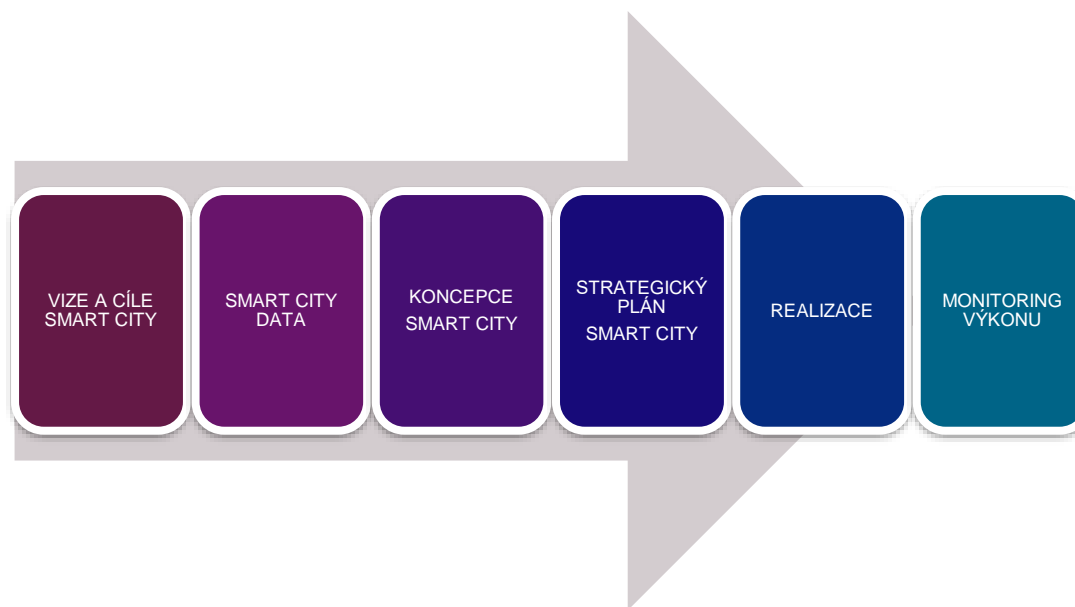 VIZE A CÍLE
SMART CITY
SMART CITY
DATA
KONCEPCE
SMART CITY
STRATEGICKÝ
PLÁN
SMART CITY
REALIZACE
MONITORING
VÝKONU